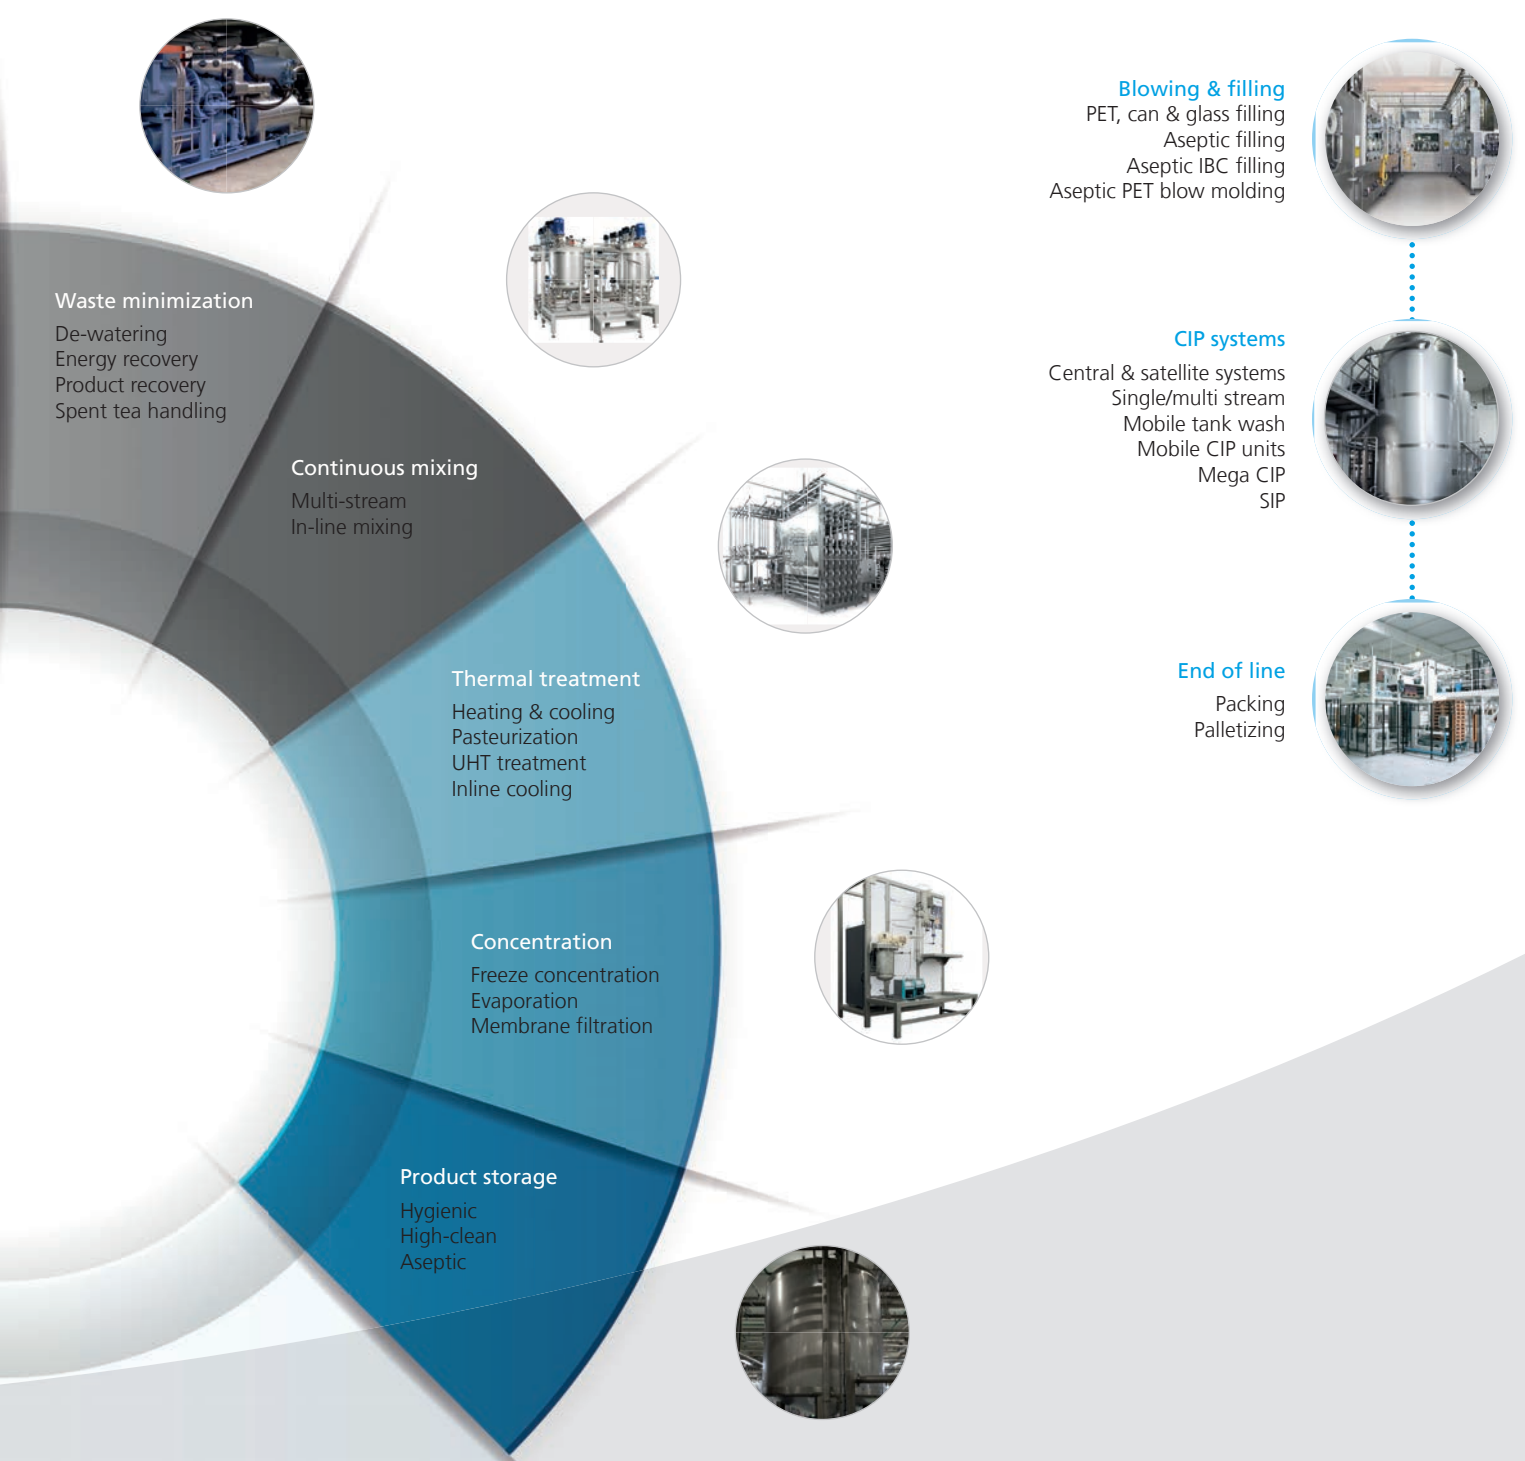 Waste minimization
De-watering
Energy recovery
Product recovery
Spent tea handling
Continuous mixing
Multi-stream
In-line mixing
Thermal treatment
Heating & cooling
Pasteurization
UHT treatment
Inline cooling
Concentration
Freeze concentration
Evaporation
Membrane filtration
Product storage
Hygienic
High-clean
Aseptic
Blowing & filling
PET, can & glass filling
Aseptic filling
Aseptic IBC filling
Aseptic PET blow molding
CIP systems
Central & satellite systems
Single/multi stream
Mobile tank wash
Mobile CIP units
Mega CIP
SIP
End of line
Packing
Palletizing